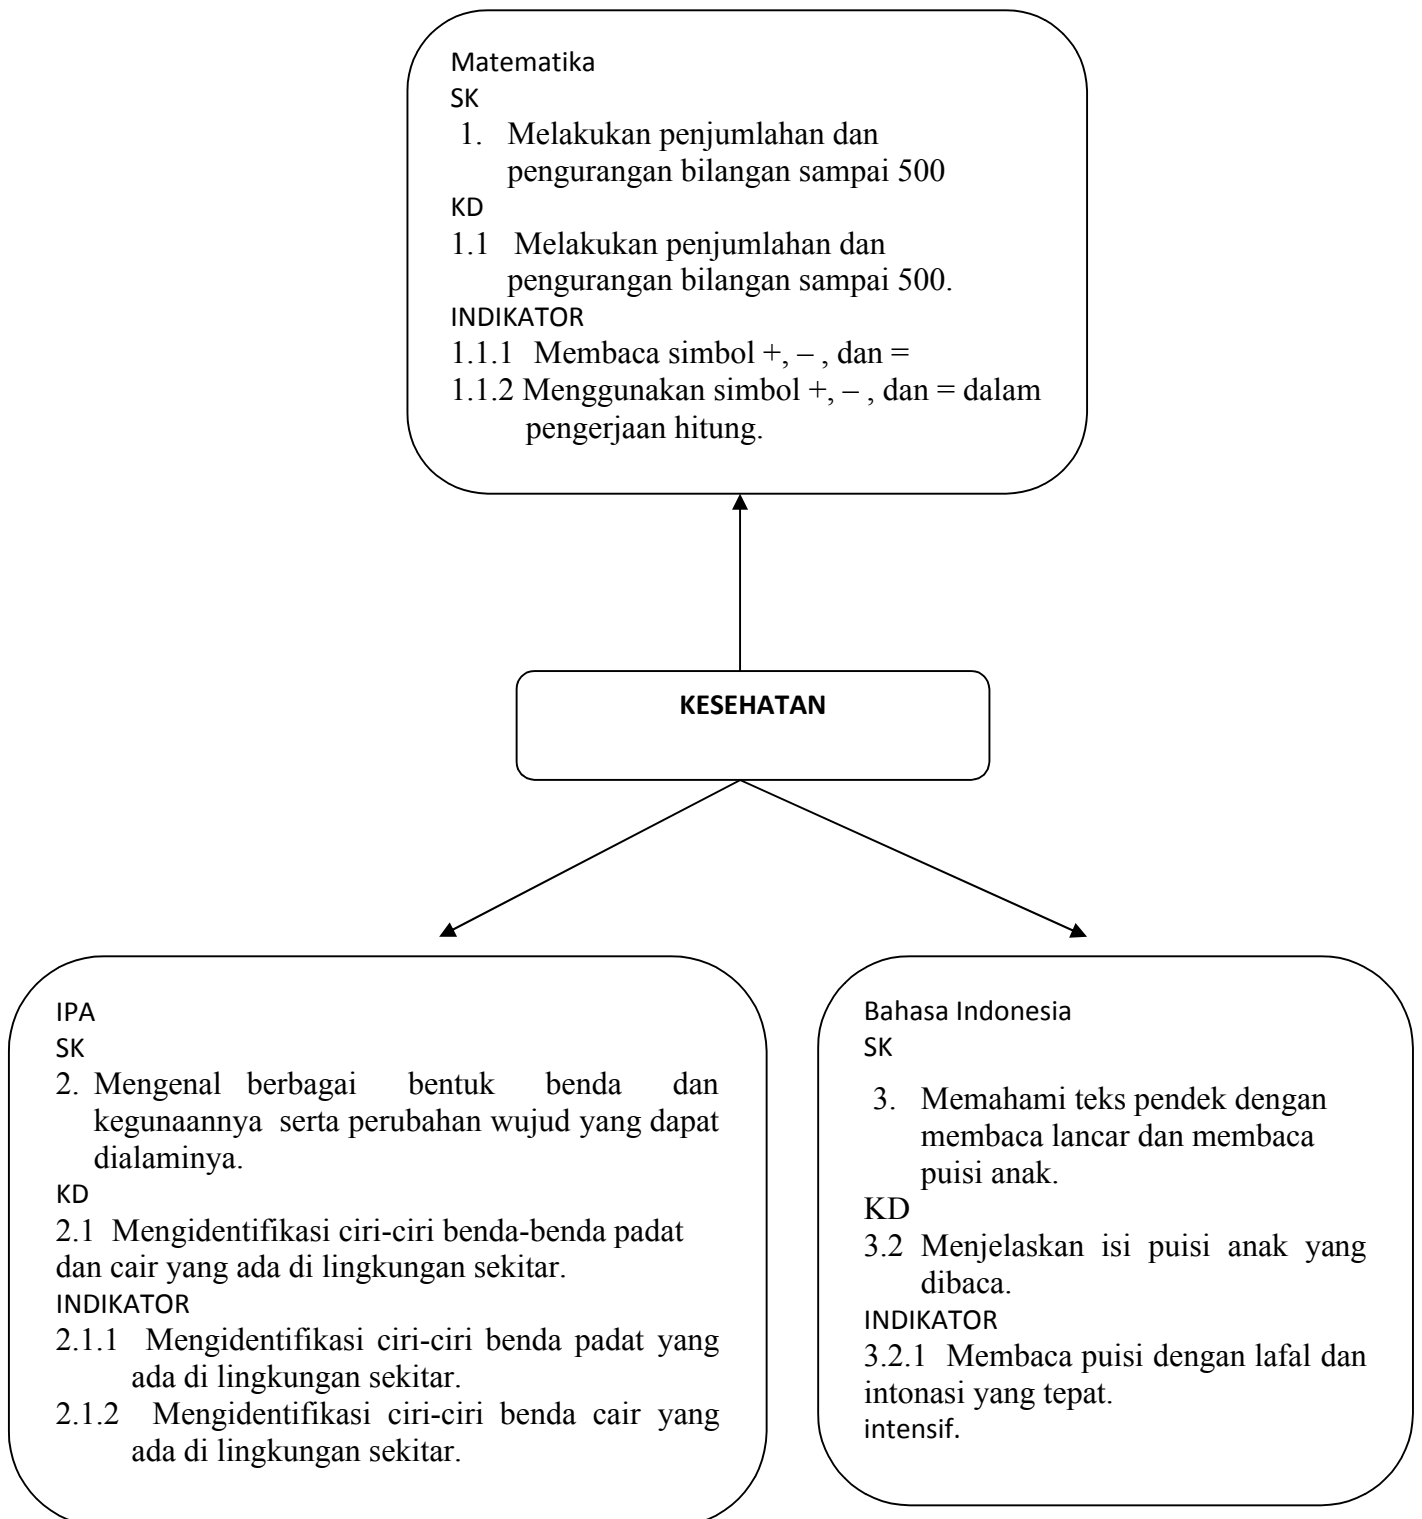 Matematika
SK
1. Melakukan penjumlahan dan
pengurangan bilangan sampai 500
KD
1.1 Melakukan penjumlahan dan
pengurangan bilangan sampai 500.
INDIKATOR
1.1.1 Membaca simbol +, – , dan =
1.1.2 Menggunakan simbol +, – , dan = dalam
pengerjaan hitung.
KESEHATAN
IPA
SK
2. Mengenal berbagai bentuk benda dan
kegunaannya serta perubahan wujud yang dapat
dialaminya.
KD
2.1 Mengidentifikasi ciri-ciri benda-benda padat
dan cair yang ada di lingkungan sekitar.
INDIKATOR
2.1.1 Mengidentifikasi ciri-ciri benda padat yang
ada di lingkungan sekitar.
2.1.2 Mengidentifikasi ciri-ciri benda cair yang
ada di lingkungan sekitar.
Bahasa Indonesia
SK
3. Memahami teks pendek dengan
membaca lancar dan membaca
puisi anak.
KD
3.2 Menjelaskan isi puisi anak yang
dibaca.
INDIKATOR
3.2.1 Membaca puisi dengan lafal dan
intonasi yang tepat.
intensif.